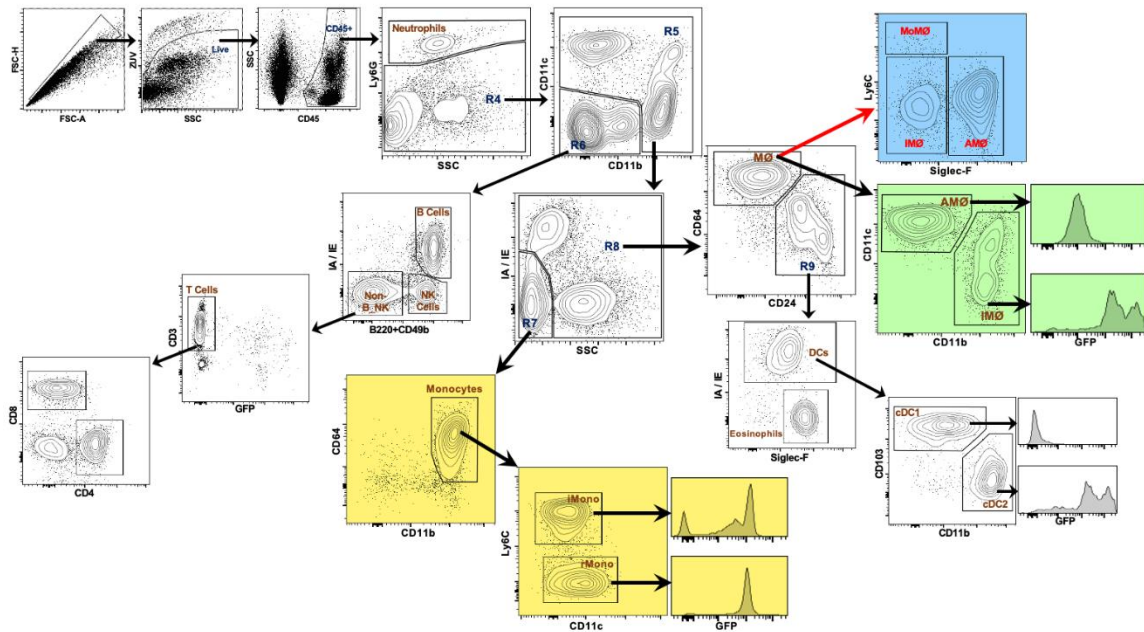 FSC-H
FSC-A
ZUV
Live
SSC
SSC
CD45+
CD45
Neutrophils
Ly6G
R4
SSC
CD11c
R5
R6
CD11b
MoMØ
Ly6C
IMØ
AMØ
Siglec-F
MØ
CD64
R9
CD24
AMØ
CD11c
IMØ
CD11b
GFP
B Cells
IA / IE
Non-
B_NK
NK
Cells
B220+CD49b
IA / IE
R8
R7
SSC
T Cells
CD3
GFP
CD8
CD4
Monocytes
CD64
CD11b
DCs
IA / IE
Eosinophils
Siglec-F
cDC1
CD103
cDC2
CD11b
GFP
iMono
Ly6C
rMono
CD11c
GFP